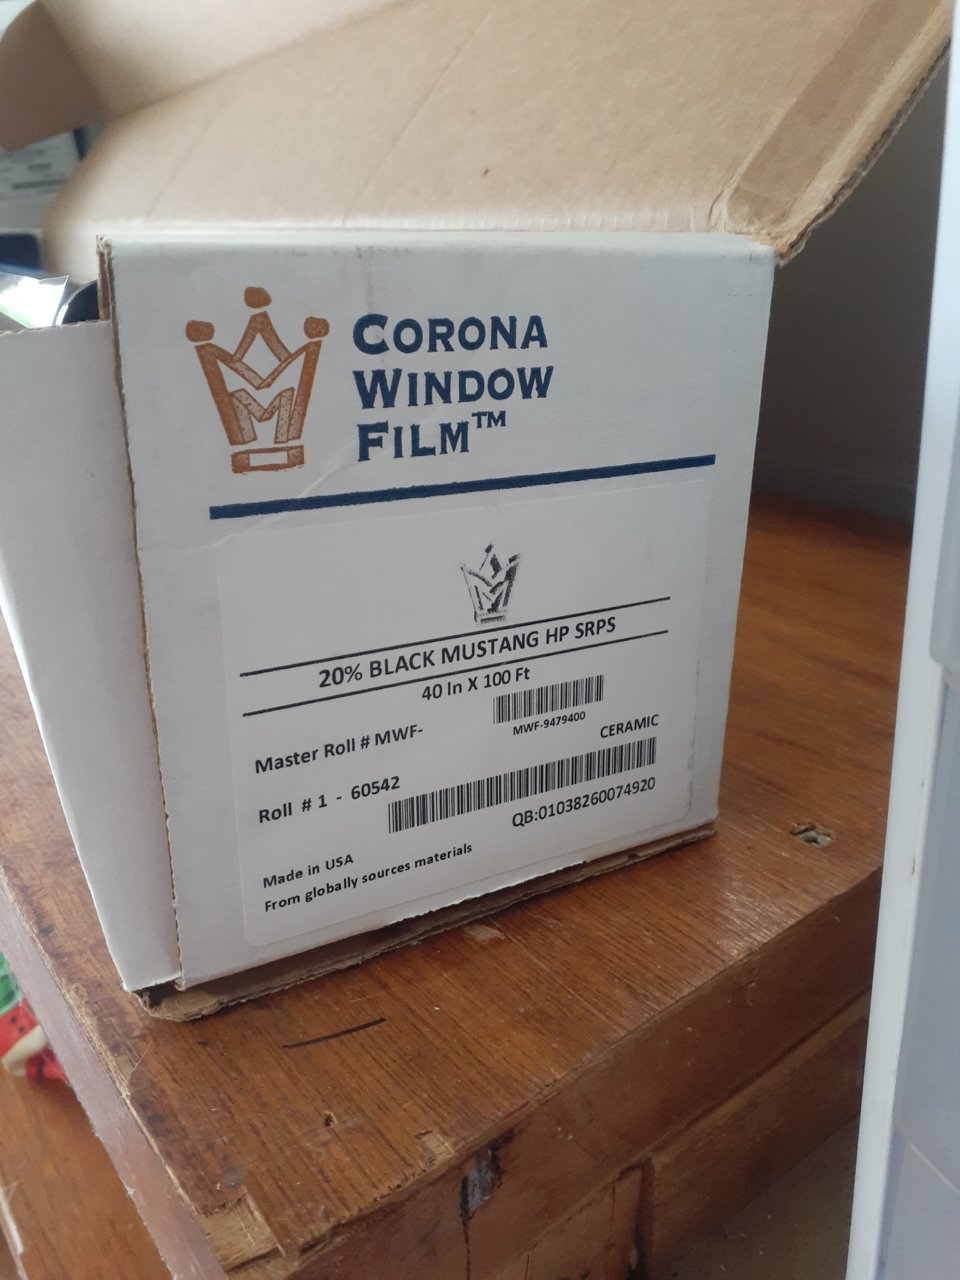 CORONA
WINDOW
FILM™
20% BLACK MUSTANG HP SRPS
40 In X 100 Ft
Master Roll # MWF-
MWF-9479400
CERAMIC
Roll # 1 - 60542
QB:01038260074920
Made in USA
From globally sources materials